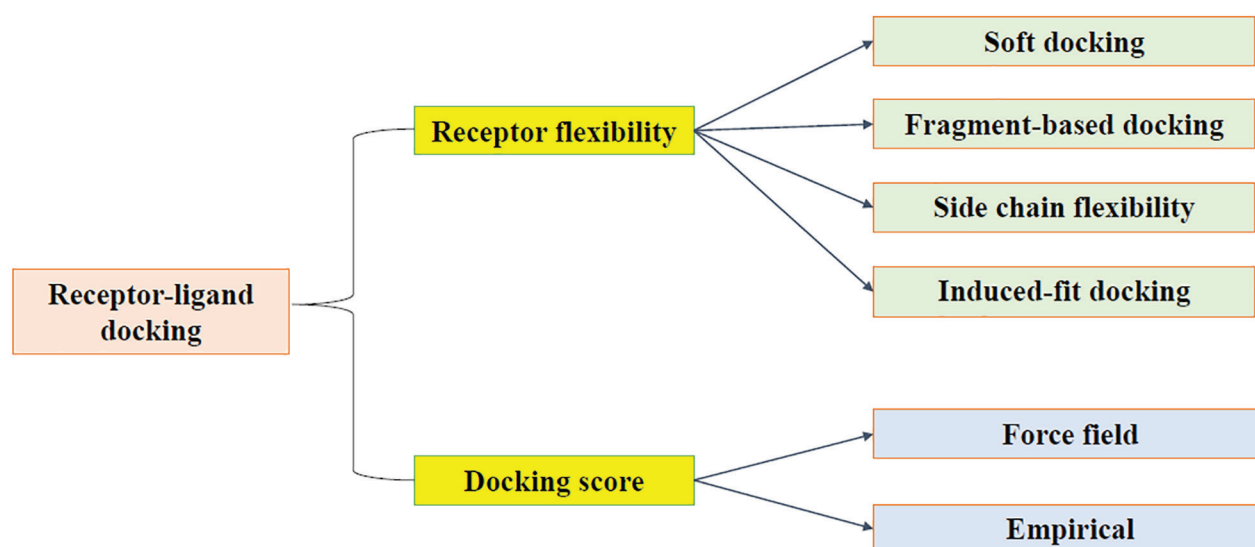 Soft docking
Receptor flexibility
Fragment-based docking
Side chain flexibility
Induced-fit docking
Receptor-ligand
docking
Force field
Docking score
Empirical